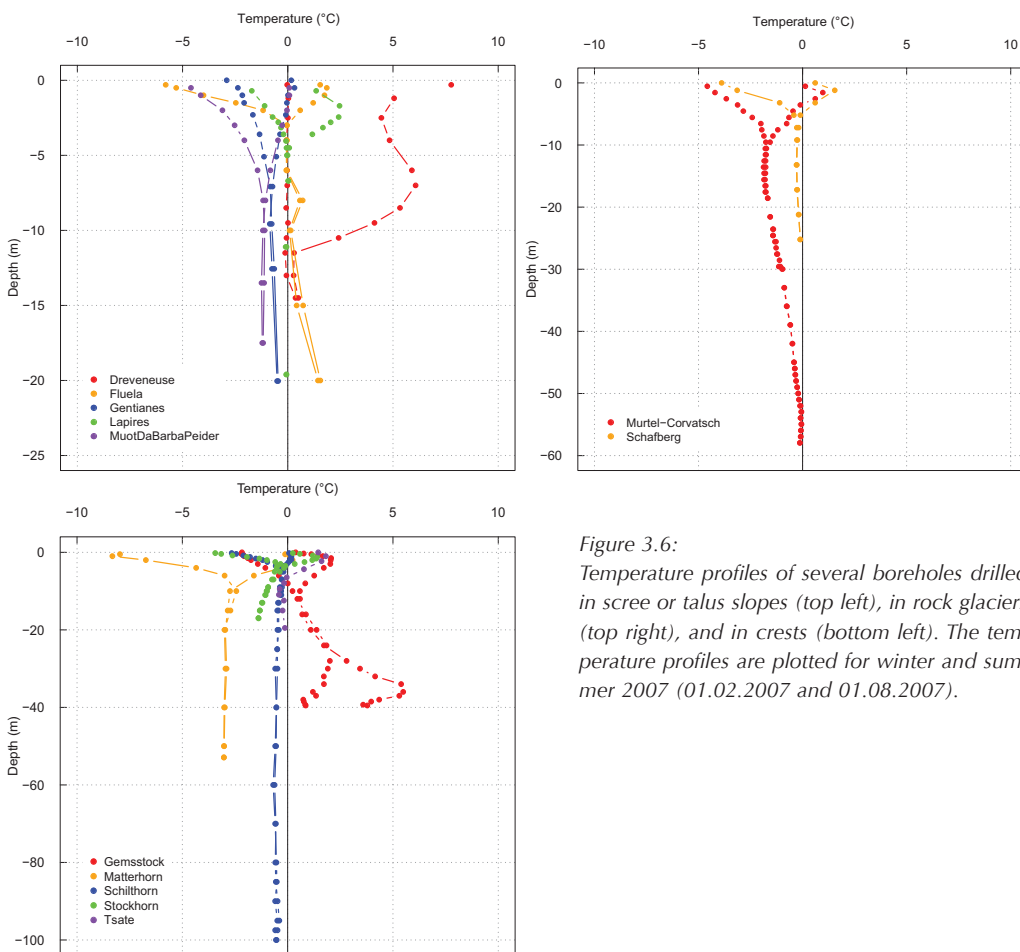 Temperature (°C)
−10 −5 0 5 10
0
−5
−10
−15
−20
−25
Depth (m)
Dreveneuse
Fluela
Gentianes
Lapires
MuotDaBarbaPeider
Temperature (°C)
−10 −5 0 5 10
0
−10
−20
−30
−40
−50
−60
Depth (m)
Murtel−Corvatsch
Schafberg
Temperature (°C)
−10 −5 0 5 10
0
−20
−40
−60
−80
−100
Depth (m)
Gemsstock
Matterhorn
Schilthorn
Stockhorn
Tsate
Figure 3.6:
Temperature profiles of several boreholes drilled
in scree or talus slopes (top left), in rock glacier
(top right), and in crests (bottom left). The tem-
perature profiles are plotted for winter and sum-
mer 2007 (01.02.2007 and 01.08.2007).